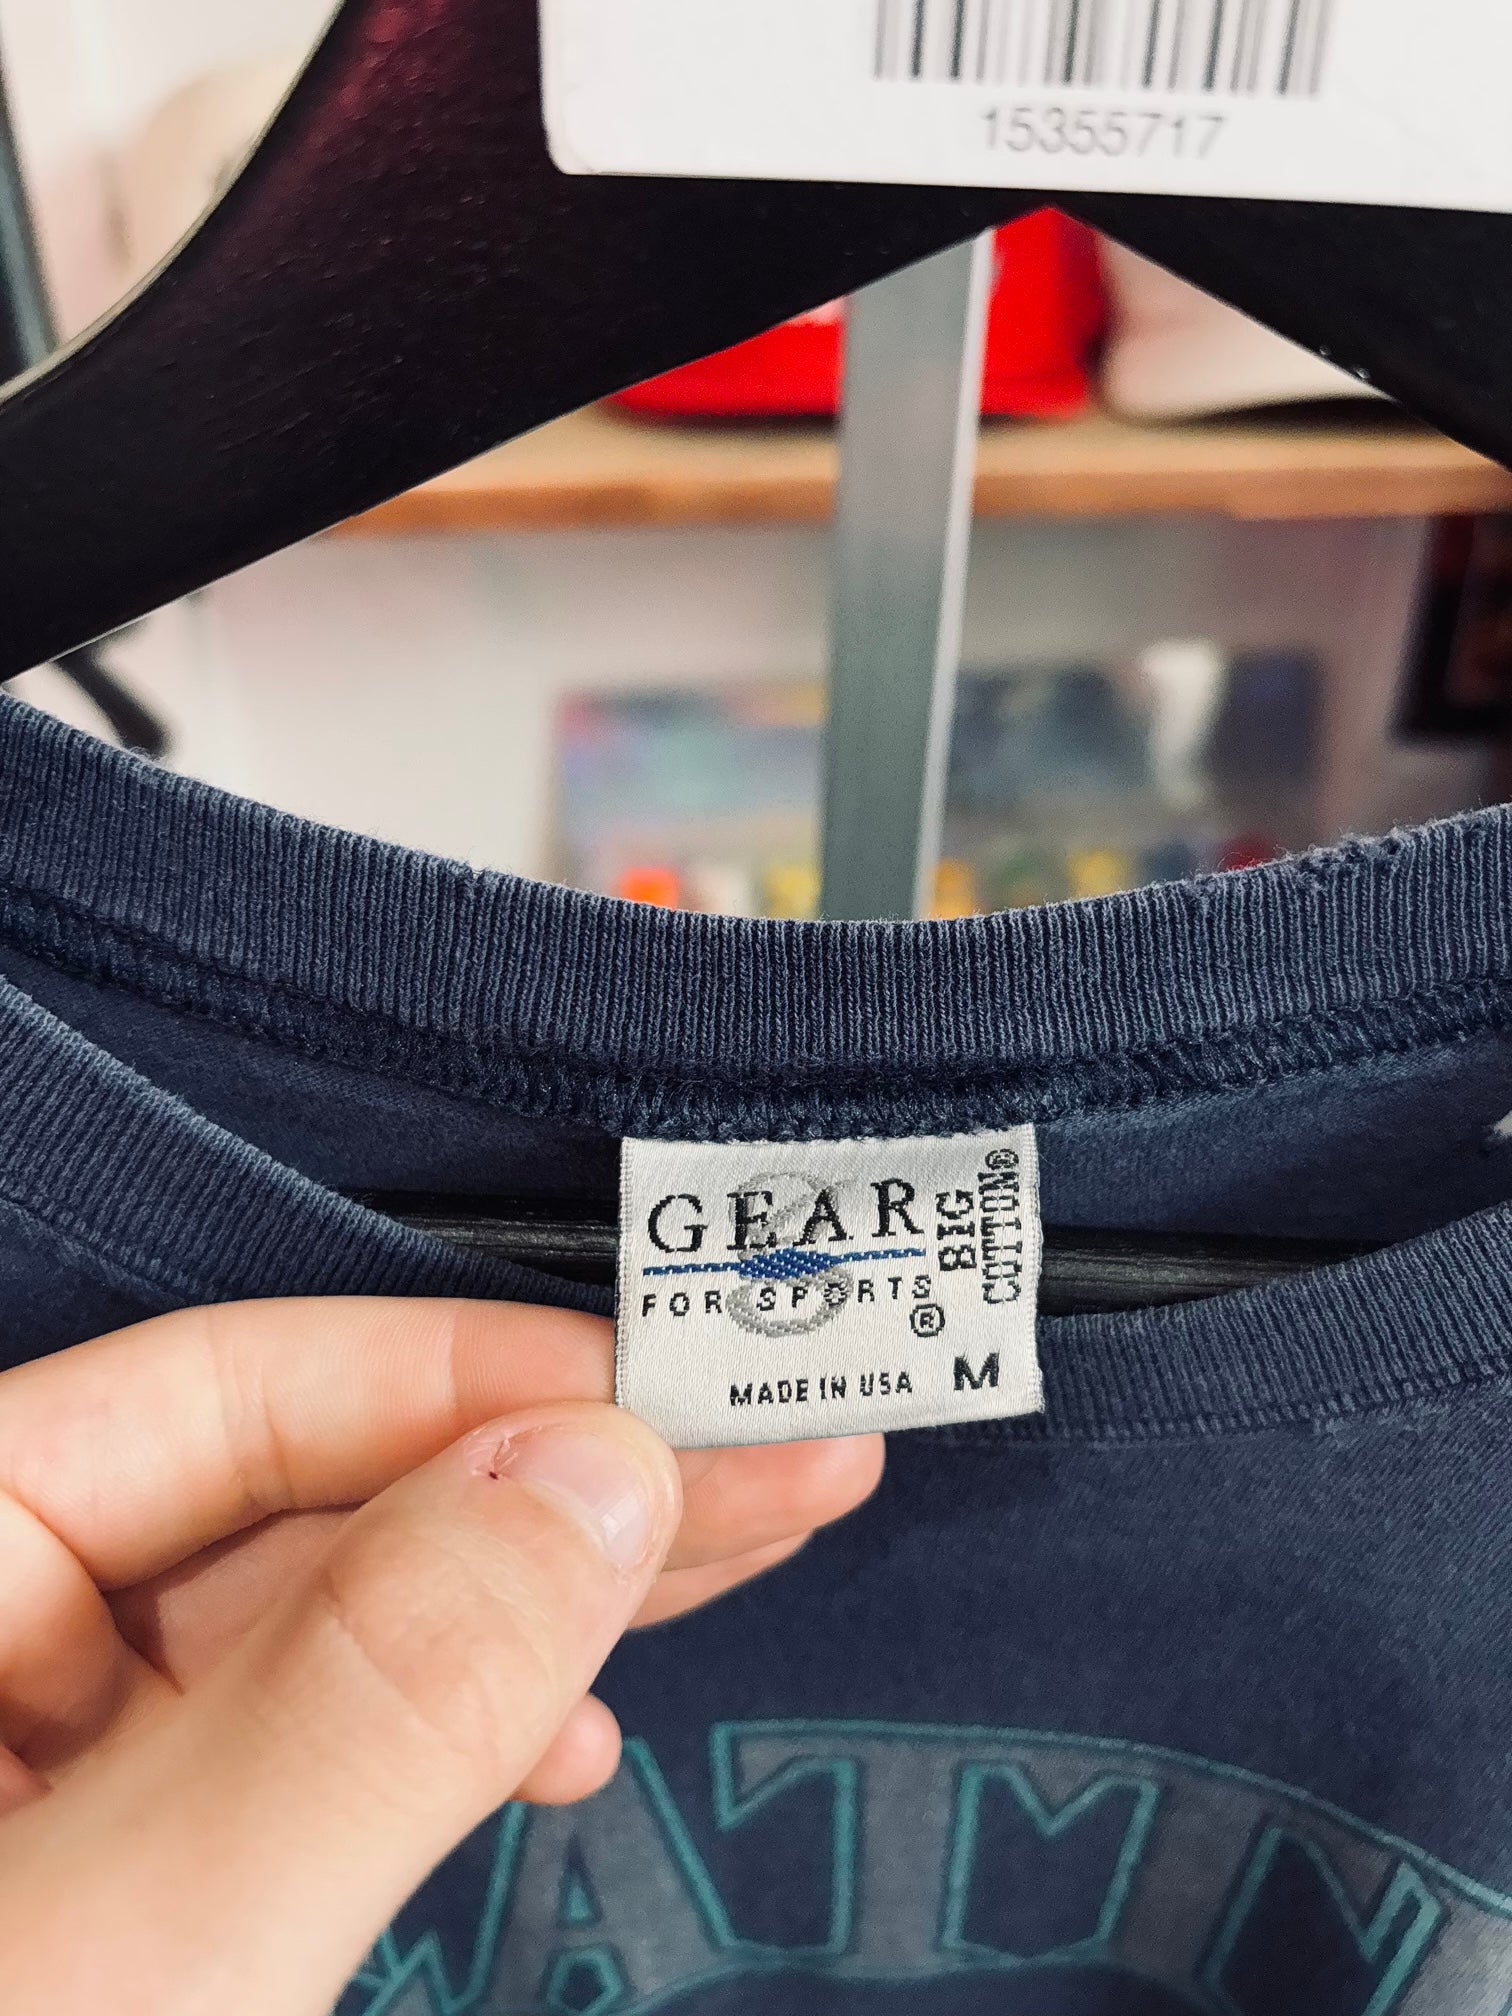 15355717
GEAR
FOR SPORTS®
BIG
COTTON®
MADE IN USA M